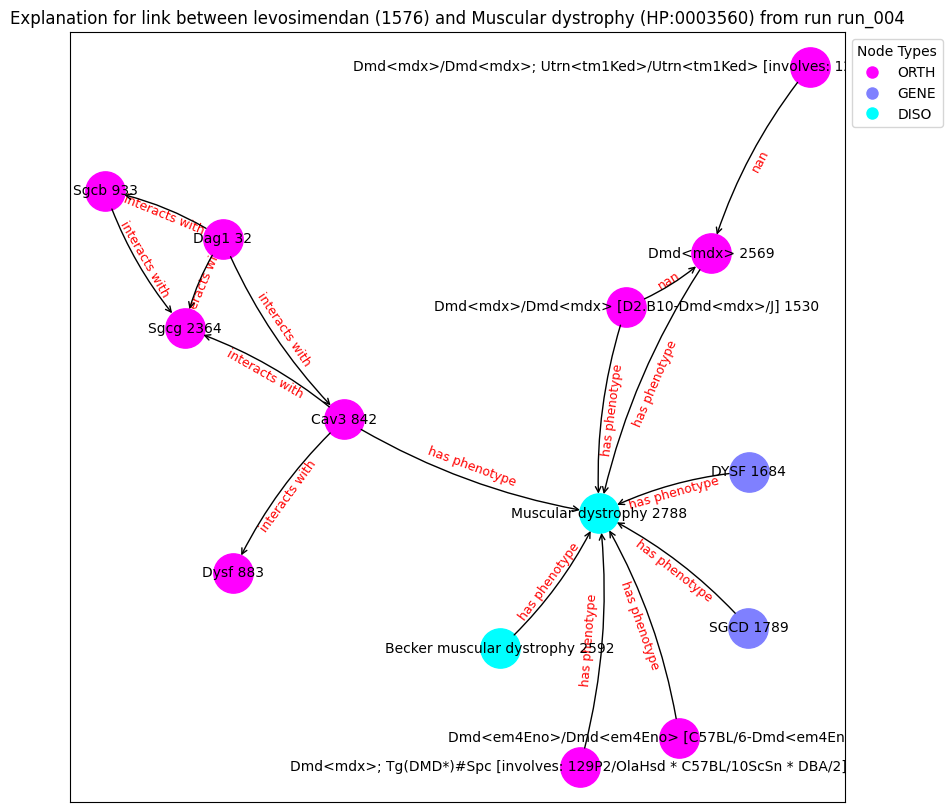 Explanation for link between levosimendan (1576) and Muscular dystrophy (HP:0003560) from run run_004
Node Types
ORTH
GENE
DISO
Dmd<mdx>/Dmd<mdx>; Utrn<tm1Ked>/Utrn<tm1Ked> [involves:
nan
Sgcb 933
interacts with
Dag1 32
interacts with
interacts with
Dmd<mdx> 2569
nan
Dmd<mdx>/Dmd<mdx> [D2.B10-Dmd<mdx>/J] 1530
Sgcg 2364
interacts with
interacts with
has phenotype
has phenotype
Cav3 842
has phenotype
interacts with
DYSF 1684
has phenotype
Muscular dystrophy 2788
Dysf 883
has phenotype
has phenotype
has phenotype
has phenotype
SGCD 1789
Becker muscular dystrophy 2592
Dmd<em4Eno>/Dmd<em4Eno> [C57BL/6-Dmd<em4En
Dmd<mdx>; Tg(DMD*)#Spc [involves: 129P2/OlaHsd * C57BL/10ScSn * DBA/2]